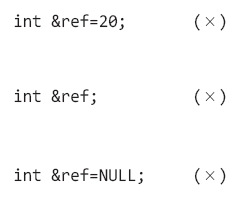 int &ref=20; (×)
int &ref; (×)
int &ref=NULL; (×)